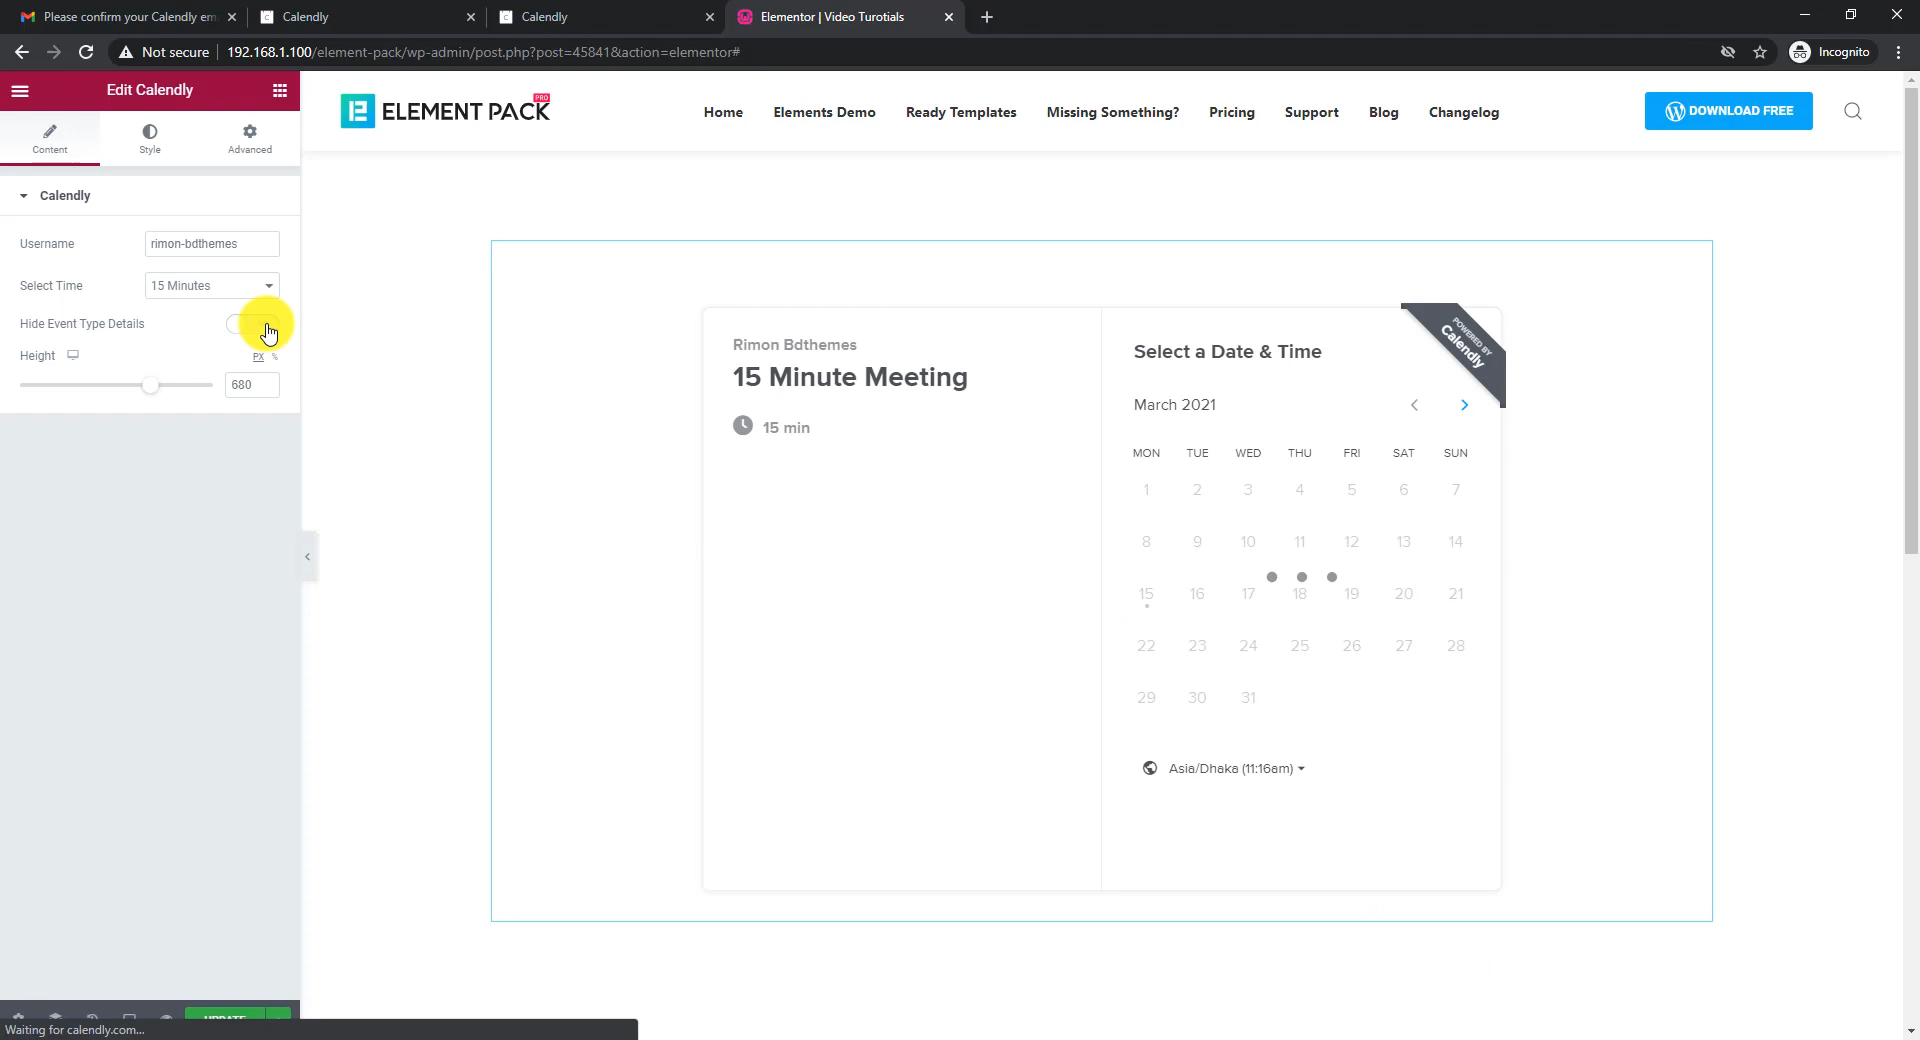 Please confirm your Calendly em
Calendly
Calendly
Elementor | Video Turotials
Not secure
192.168.1.100/element-pack/wp-admin/post.php?post=45841&action=elementor#
Incognito
Edit Calendly
Content
Style
Advanced
Calendly
Username
rimon-bdthemes
Select Time
15 Minutes
Hide Event Type Details
Height
PX %
680
UPDATE
Waiting for calendly.com...
ELEMENT PACK
PRO
Home
Elements Demo
Ready Templates
Missing Something?
Pricing
Support
Blog
Changelog
DOWNLOAD FREE
Rimon Bdthemes
15 Minute Meeting
15 min
Select a Date & Time
POWERED BY
Calendly
March 2021
MON TUE WED THU FRI SAT SUN
1 2 3 4 5 6 7
8 9 10 11 12 13 14
15 16 17 18 19 20 21
22 23 24 25 26 27 28
29 30 31
Asia/Dhaka (11:16am)